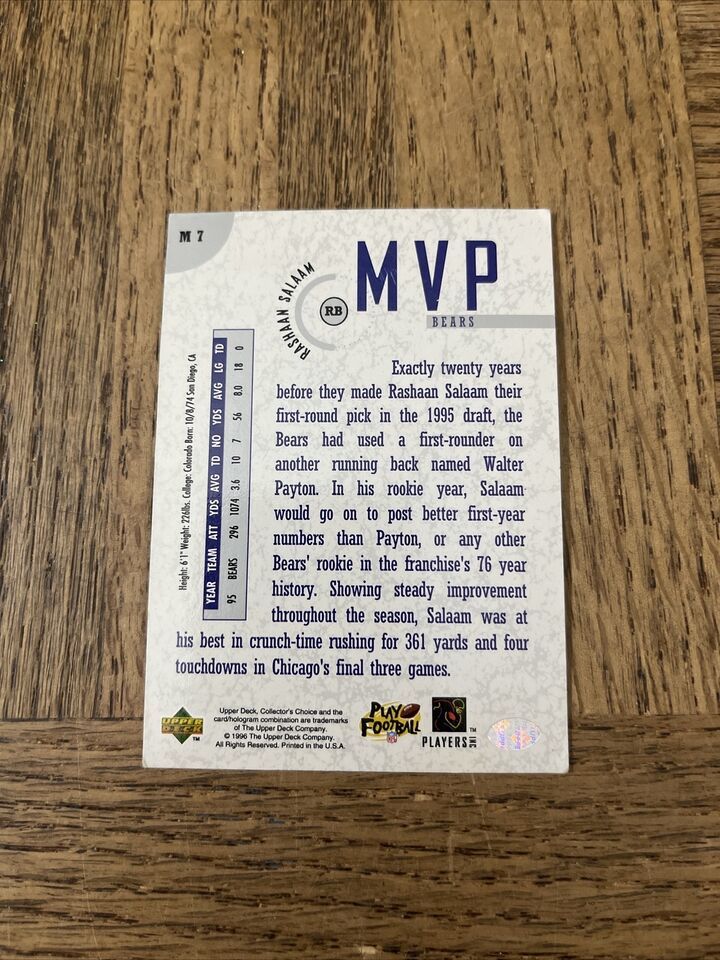 M 7
MVP
BEARS
RASHAAN SALAAM
RB
Height: 6'1" Weight: 226lbs. College: Colorado Born: 10/8/74 San Diego, CA
YEAR TEAM ATT YDS AVG TD NO YDS AVG LG TD
95 BEARS 296 1074 3.6 10 7 56 8.0 18 0
Exactly twenty years
before they made Rashaan Salaam their
first-round pick in the 1995 draft, the
Bears had used a first-rounder on
another running back named Walter
Payton. In his rookie year, Salaam
would go on to post better first-year
numbers than Payton, or any other
Bears' rookie in the franchise's 76 year
history. Showing steady improvement
throughout the season, Salaam was at
his best in crunch-time rushing for 361 yards and four
touchdowns in Chicago's final three games.
UPPER
DECK
TM
Upper Deck, Collector's Choice and the
card/hologram combination are trademarks
of The Upper Deck Company.
© 1996 The Upper Deck Company.
All Rights Reserved. Printed in the U.S.A.
PLAY
FOOTBALL
NFL
PLAYERS INC